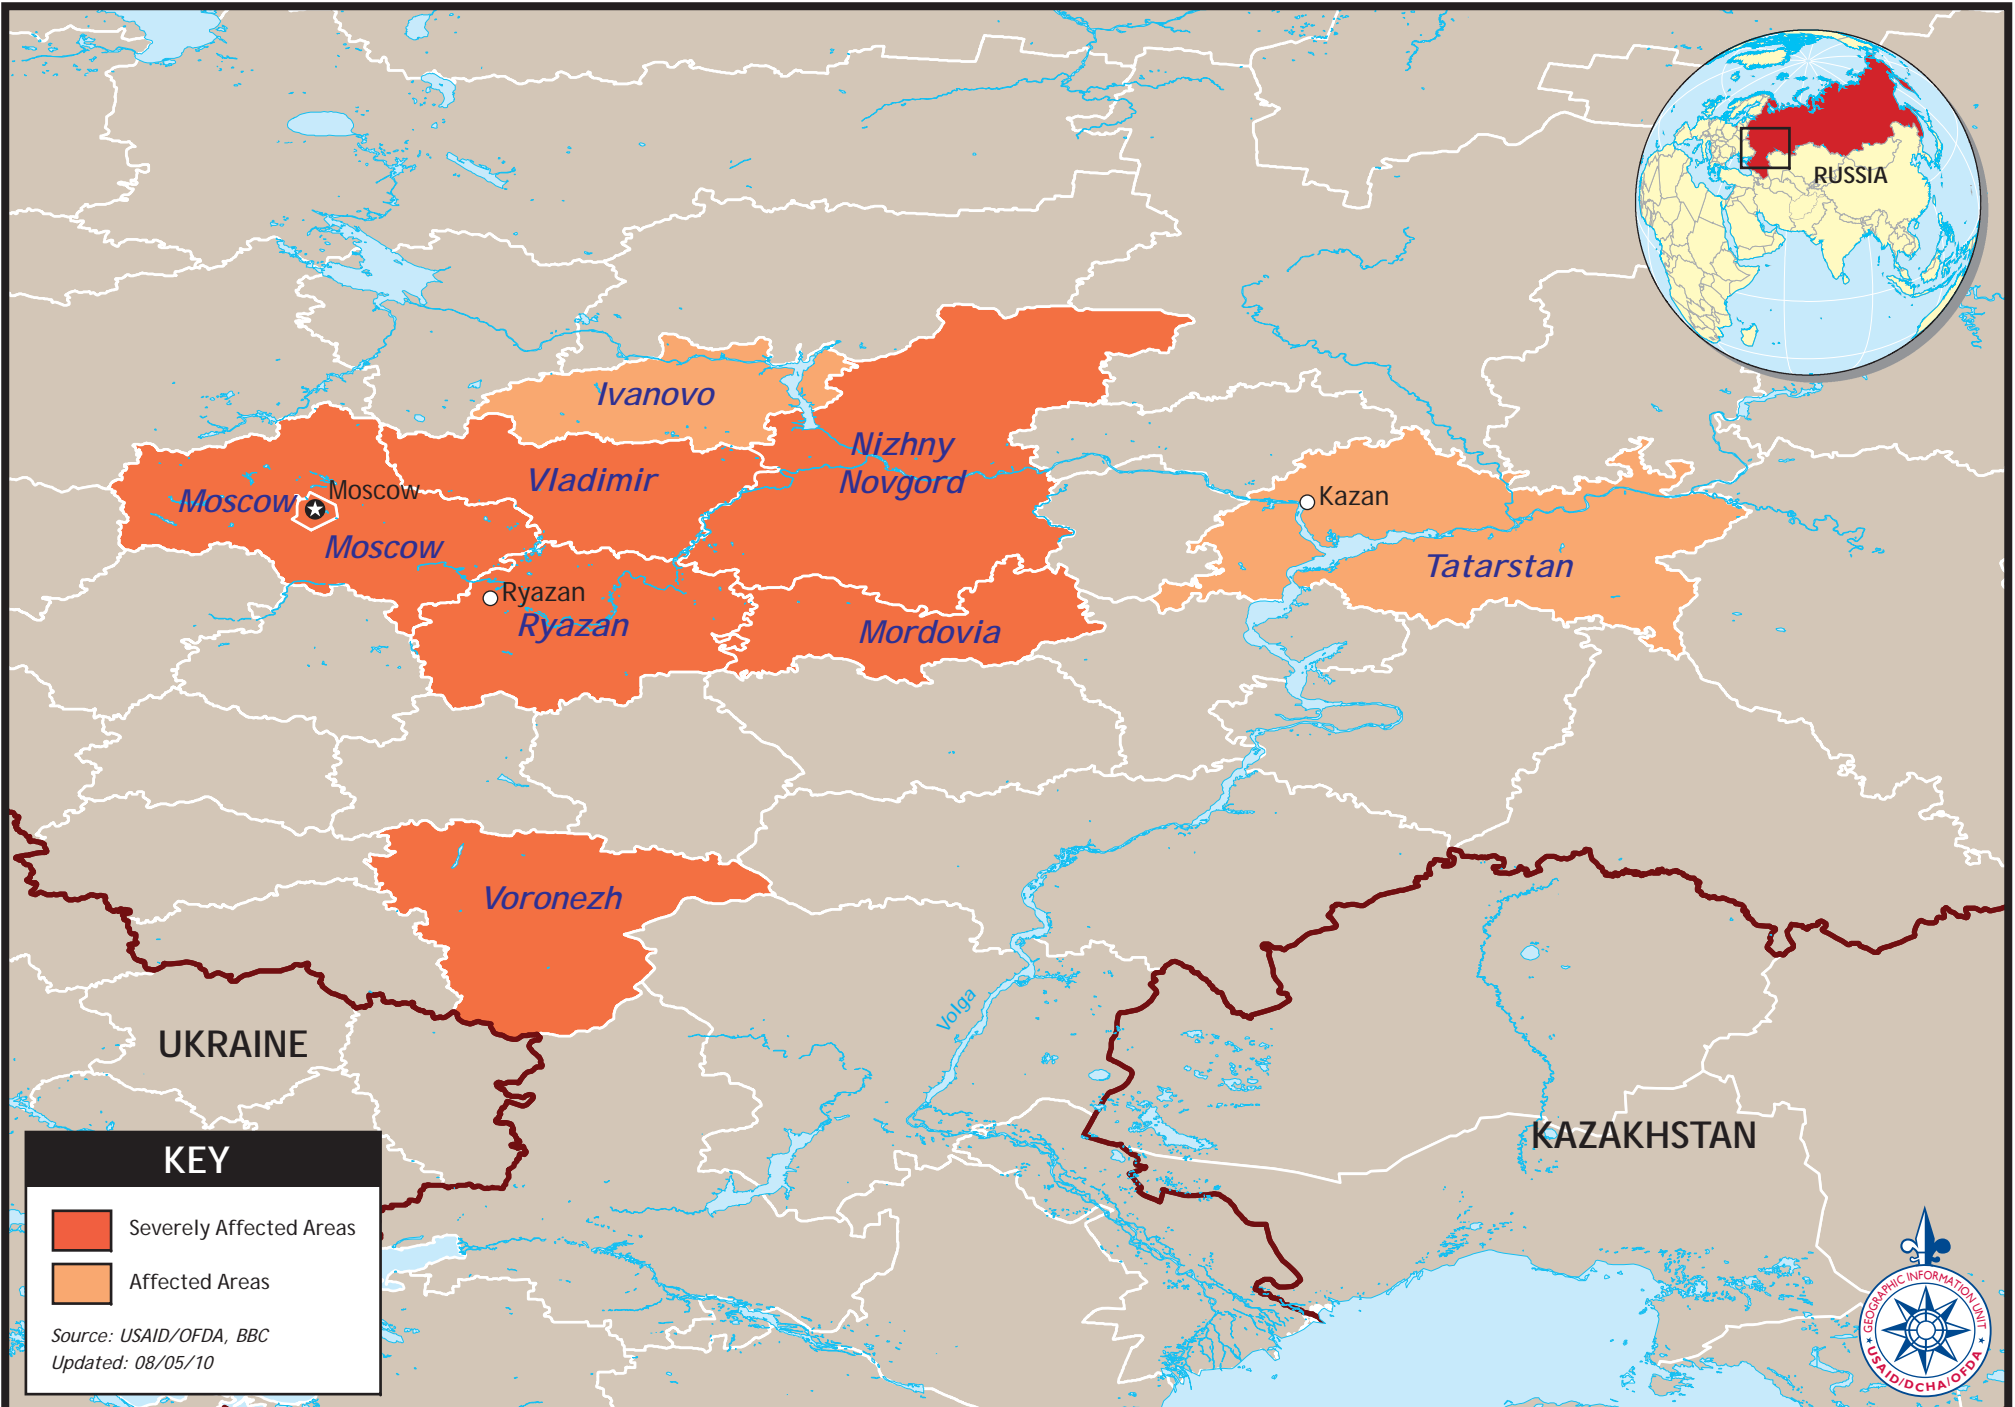 RUSSIA
Ivanovo
Nizhny
Novgord
Vladimir
Moscow
Moscow
Moscow
Kazan
Tatarstan
Ryazan
Ryazan
Mordovia
Voronezh
Volga
UKRAINE
KAZAKHSTAN
KEY
Severely Affected Areas
Affected Areas
Source: USAID/OFDA, BBC
Updated: 08/05/10
GEOGRAPHIC INFORMATION UNIT
USAID/DCHA/OFDA